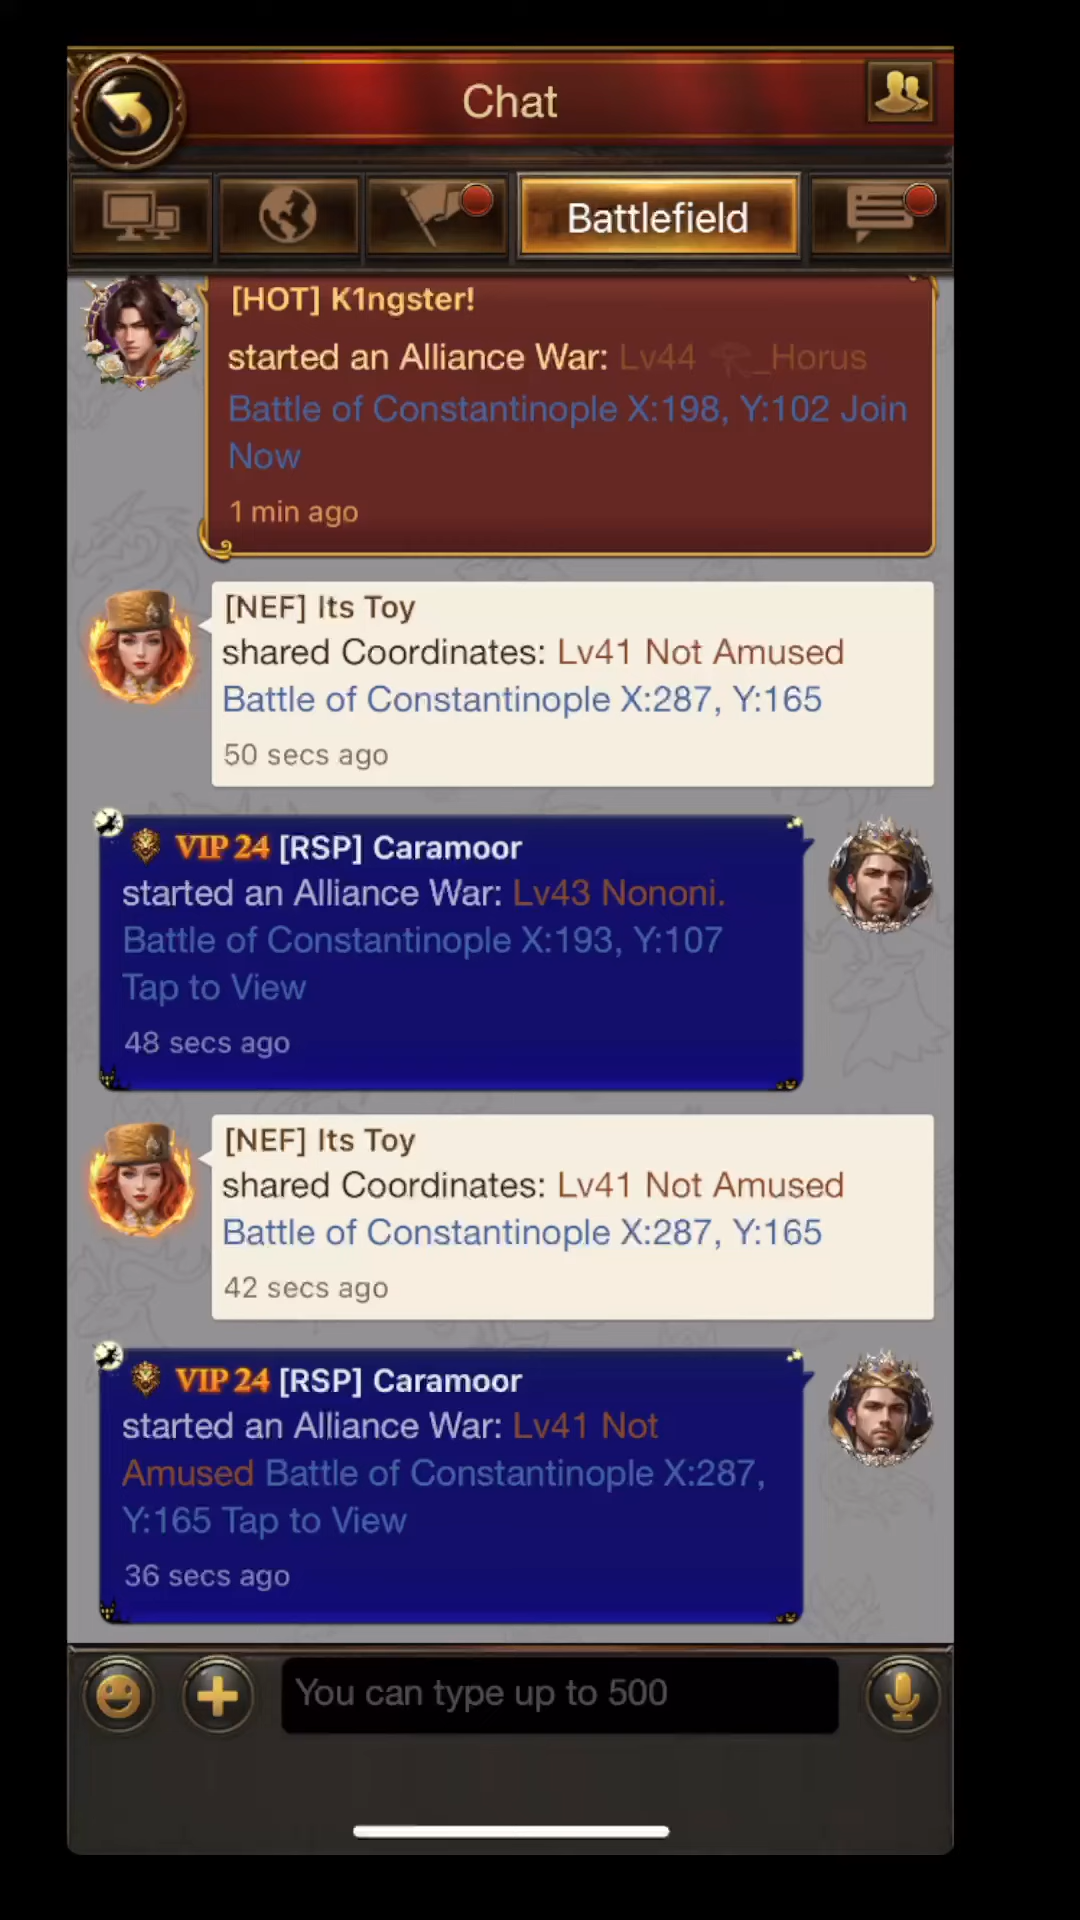 Chat
Battlefield
[HOT] K1ngster!
started an Alliance War: Lv44 _Horus
Battle of Constantinople X:198, Y:102 Join
Now
1 min ago
[NEF] Its Toy
shared Coordinates: Lv41 Not Amused
Battle of Constantinople X:287, Y:165
50 secs ago
VIP 24 [RSP] Caramoor
started an Alliance War: Lv43 Nononi.
Battle of Constantinople X:193, Y:107
Tap to View
48 secs ago
[NEF] Its Toy
shared Coordinates: Lv41 Not Amused
Battle of Constantinople X:287, Y:165
42 secs ago
VIP 24 [RSP] Caramoor
started an Alliance War: Lv41 Not
Amused Battle of Constantinople X:287,
Y:165 Tap to View
36 secs ago
You can type up to 500